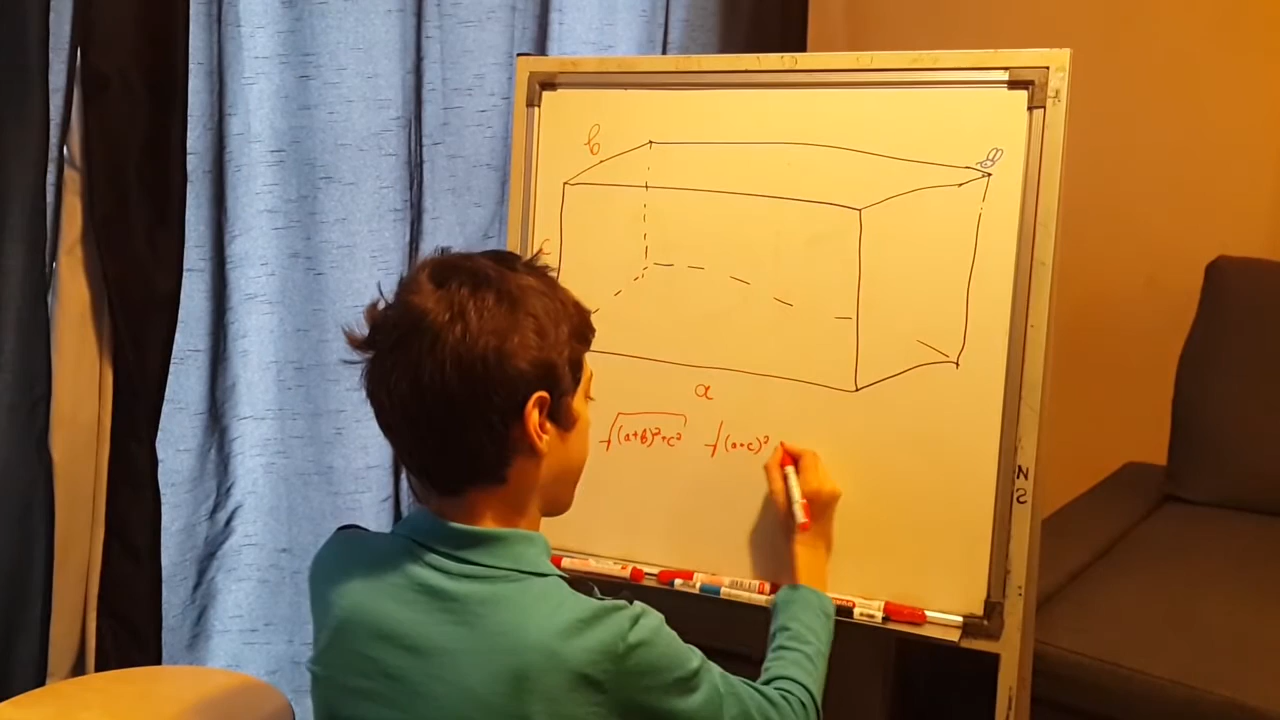 b
c
a
√(a+b)²+c² √(a+c)²
N
S